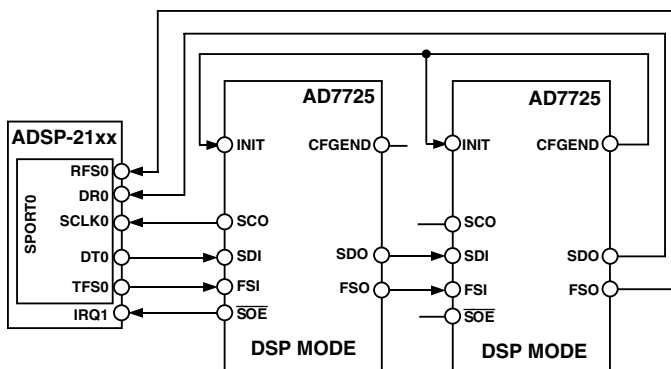 ADSP-21xx
SPORT0
RFS0
DR0
SCLK0
DT0
TFS0
IRQ1
AD7725
INIT
CFGEND
SCO
SDI
SDO
FSI
FSO
SOE
DSP MODE
AD7725
INIT
CFGEND
SCO
SDI
SDO
FSI
FSO
SOE
DSP MODE